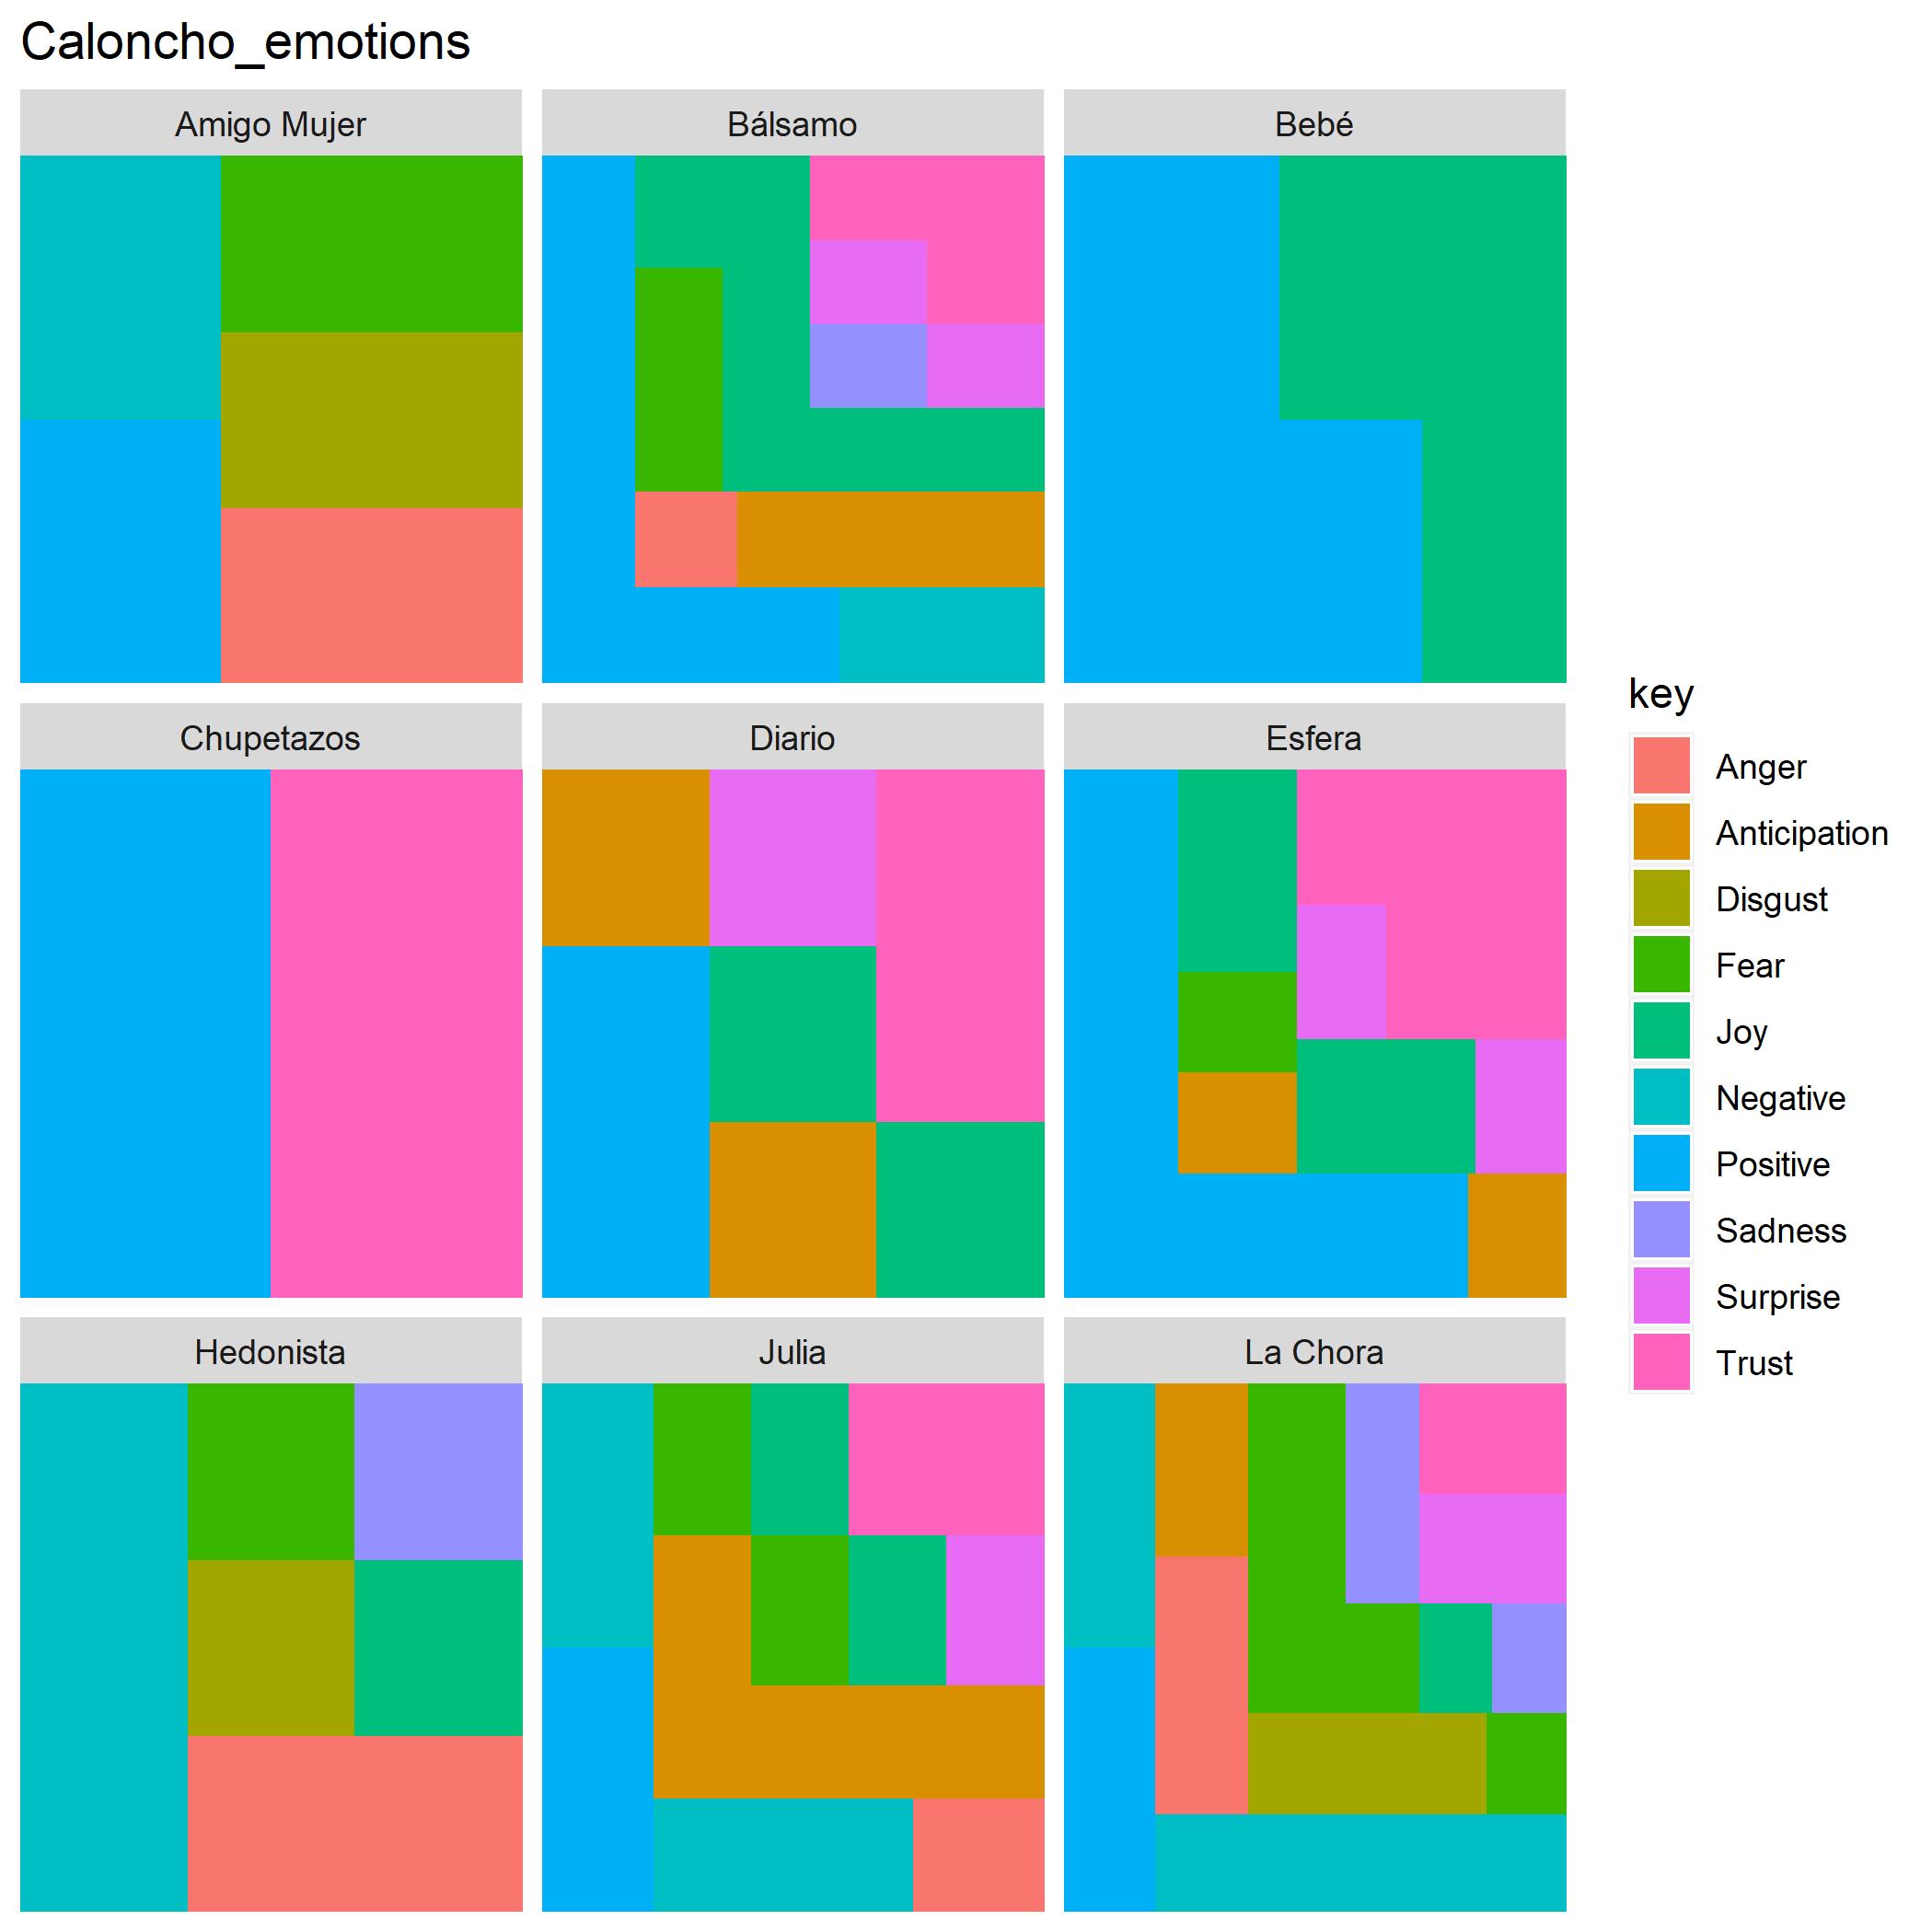 Caloncho_emotions
Amigo Mujer
Bálsamo
Bebé
Chupetazos
Diario
Esfera
Hedonista
Julia
La Chora
key
Anger
Anticipation
Disgust
Fear
Joy
Negative
Positive
Sadness
Surprise
Trust